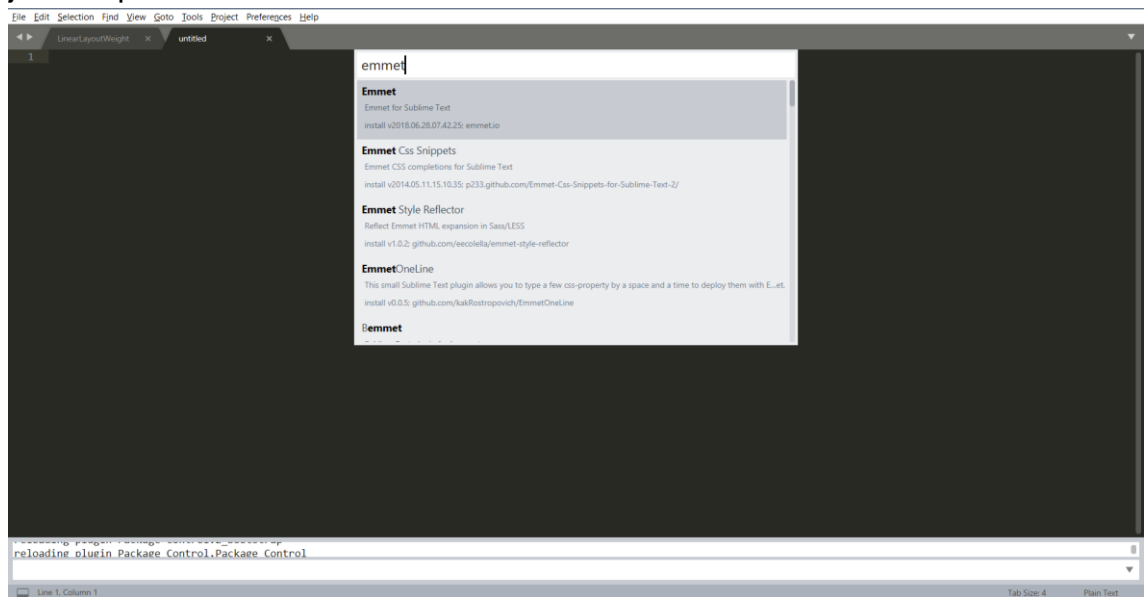 File Edit Selection Find View Goto Tools Project Preferences Help
LinearLayoutWeight × untitled ×
1
emmet
Emmet
Emmet for Sublime Text
install v2018.06.28.07.42.25; emmet.io
Emmet Css Snippets
Emmet CSS completions for Sublime Text
install v2014.05.11.15.10.35; p233.github.com/Emmet-Css-Snippets-for-Sublime-Text-2/
Emmet Style Reflector
Reflect Emmet HTML expansion in Sass/LESS
install v1.0.2; github.com/eecolella/emmet-style-reflector
EmmetOneLine
This small Sublime Text plugin allows you to type a few css-property by a space and a time to deploy them with E...et.
install v0.0.5; github.com/kakRostropovich/EmmetOneLine
Bemmet
reloading plugin Package Control.Package Control
Line 1, Column 1
Tab Size: 4 Plain Text